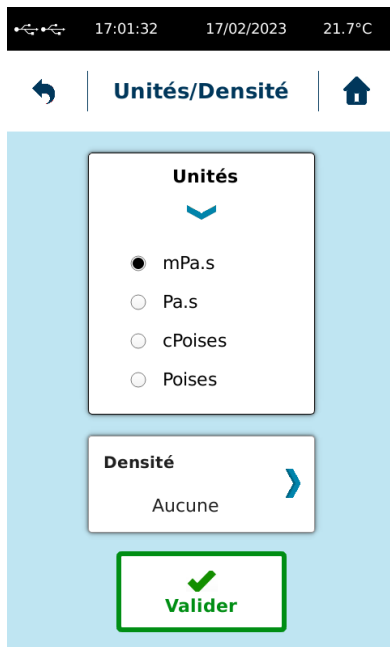 17:01:32 17/02/2023 21.7°C
Unités/Densité
Unités
mPa.s
Pa.s
cPoises
Poises
Densité
Aucune
Valider